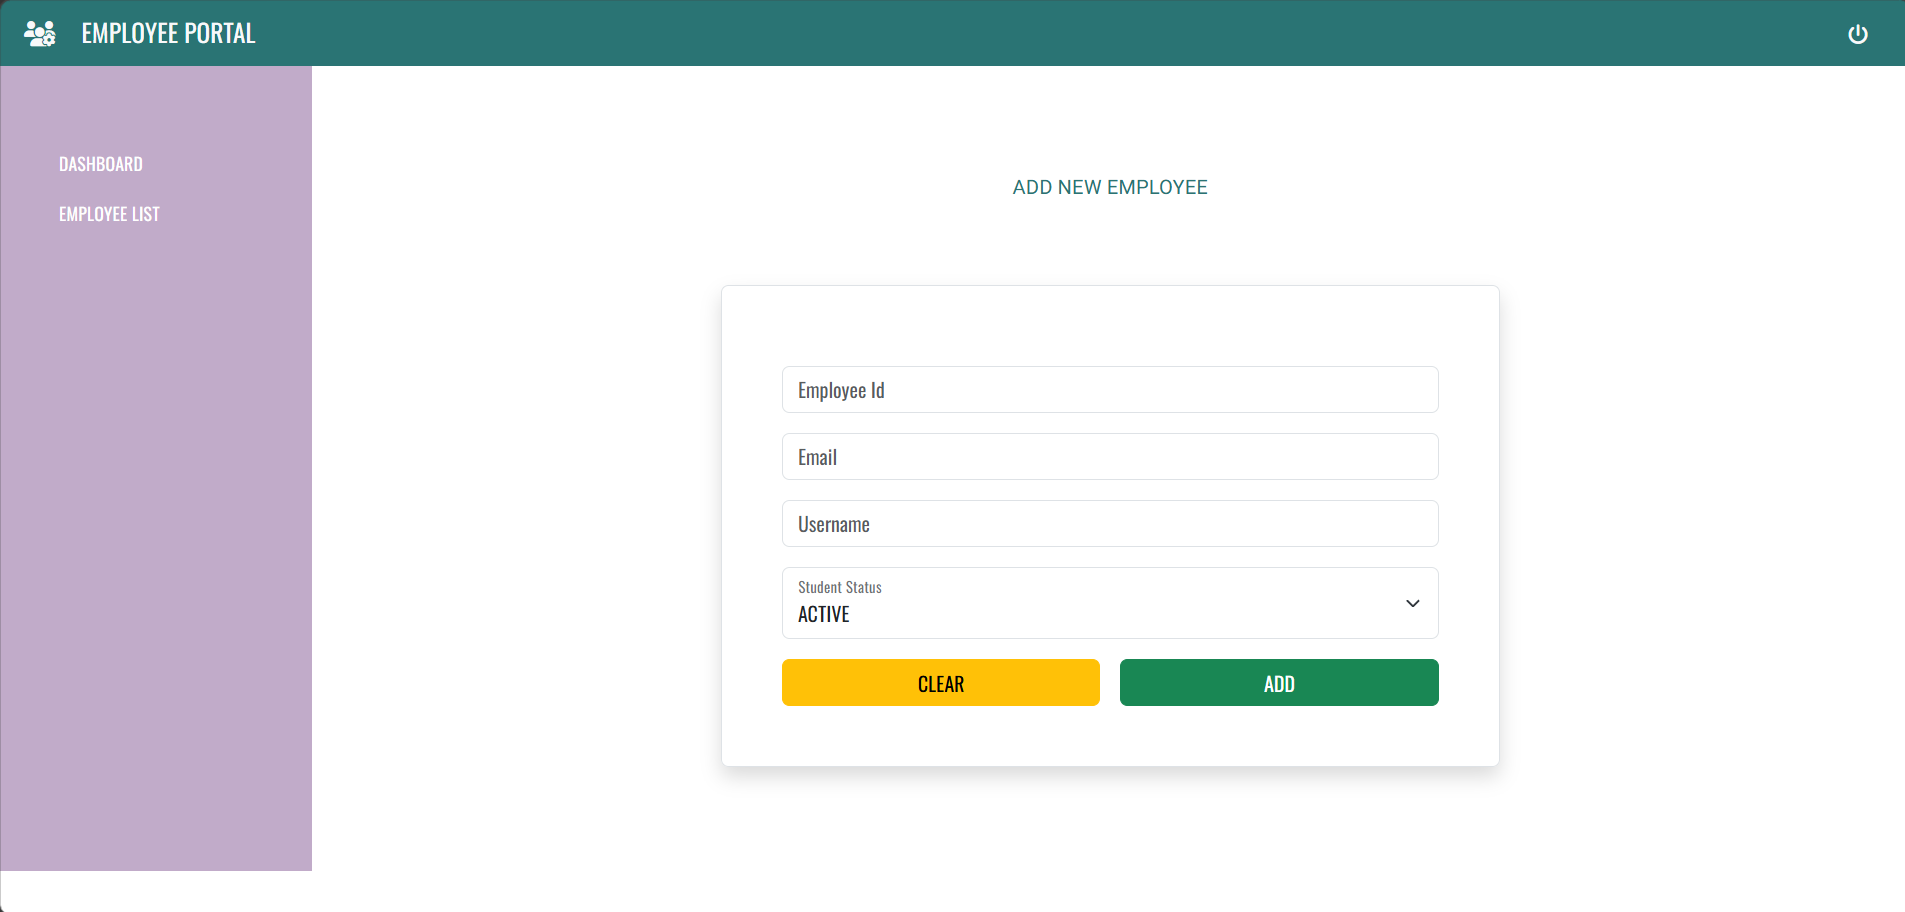 EMPLOYEE PORTAL
DASHBOARD
EMPLOYEE LIST
ADD NEW EMPLOYEE
Employee Id
Email
Username
Student Status
ACTIVE
CLEAR
ADD